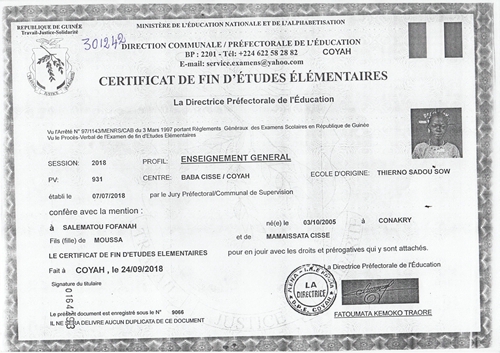 REPUBLIQUE DE GUINÉE
Travail-Justice-Solidarité
301242
MINISTÈRE DE L'ÉDUCATION NATIONALE ET DE L'ALPHABETISATION
DIRECTION COMMUNALE / PRÉFECTORALE DE L'ÉDUCATION
BP : 2201 - Tél: +224 622 58 28 82 COYAH
E-mail: service.examens@yahoo.com
CERTIFICAT DE FIN D'ÉTUDES ÉLÉMENTAIRES
La Directrice Préfectorale de l'Éducation
Vu l'Arrêté N° 97/1143/MENRS/CAB du 3 Mars 1997 portant Règlements Généraux des Examens Scolaires en République de Guinée
Vu le Procès-Verbal de l'Examen de fin d'Etudes Elémentaires
SESSION: 2018 PROFIL: ENSEIGNEMENT GENERAL
PV: 931 CENTRE: BABA CISSE / COYAH ECOLE D'ORIGINE: THIERNO SADOU SOW
établi le 07/07/2018 par le Jury Préfectoral/Communal de Supervision
confère avec la mention :
à SALEMATOU FOFANAH né(e) le 03/10/2005 à CONAKRY
Fils (fille) de MOUSSA et de MAMAISSATA CISSE
LE CERTIFICAT DE FIN D'ÉTUDES ELEMENTAIRES pour en jouir avec les droits et prérogatives qui y sont attachés.
Fait à COYAH , le 24/09/2018 La Directrice Préfectorale de l'Éducation
Signature du titulaire
LA DIRECTRICE
D.P.E. COYAH
FATOUMATA KEMOKO TRAORE
Le présent document est enregistré sous le N° 9066
IL NE SERA DELIVRE AUCUN DUPLICATA DE CE DOCUMENT